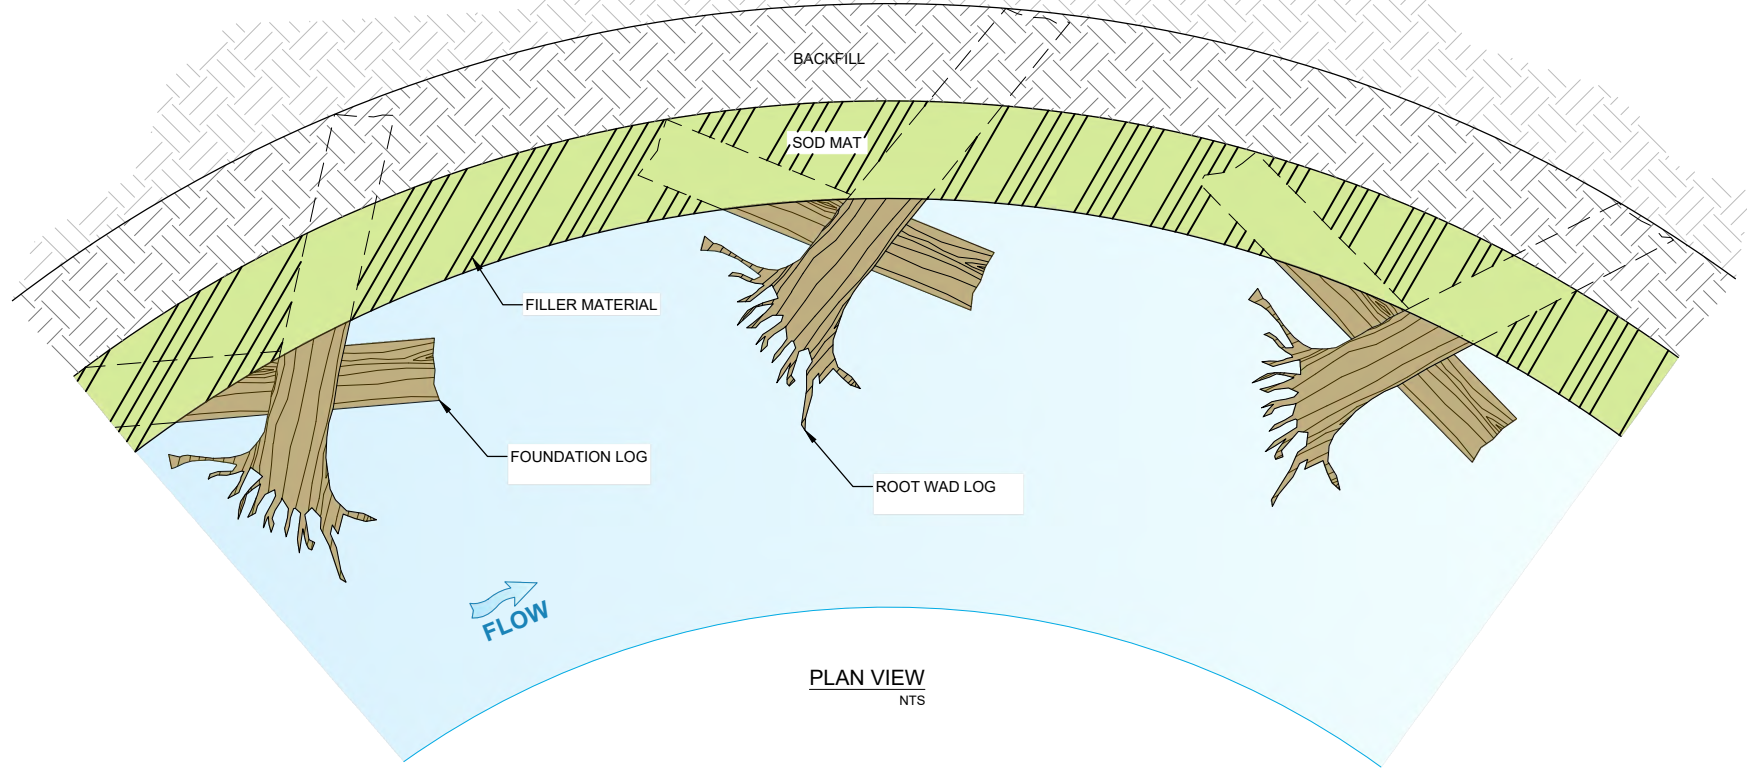 BACKFILL
SOD MAT
FILLER MATERIAL
FOUNDATION LOG
ROOT WAD LOG
FLOW
PLAN VIEW
NTS